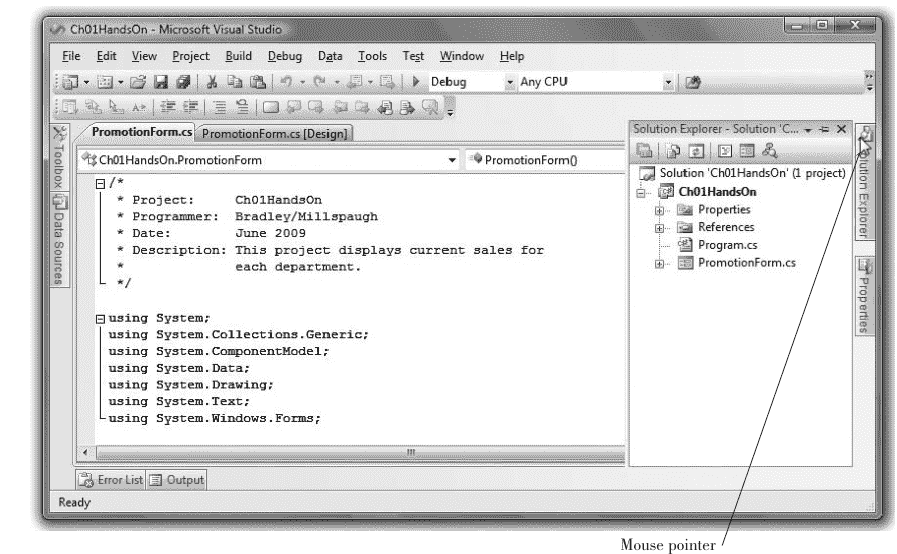 Ch01HandsOn - Microsoft Visual Studio
File Edit View Project Build Debug Data Tools Test Window Help
Debug Any CPU
PromotionForm.cs PromotionForm.cs [Design]
Ch01HandsOn.PromotionForm PromotionForm()
/*
* Project: Ch01HandsOn
* Programmer: Bradley/Millspaugh
* Date: June 2009
* Description: This project displays current sales for
* each department.
*/
using System;
using System.Collections.Generic;
using System.ComponentModel;
using System.Data;
using System.Drawing;
using System.Text;
using System.Windows.Forms;
Toolbox
Data Sources
Solution Explorer - Solution 'C...
Solution 'Ch01HandsOn' (1 project)
Ch01HandsOn
Properties
References
Program.cs
PromotionForm.cs
Solution Explorer
Properties
Error List Output
Ready
Mouse pointer